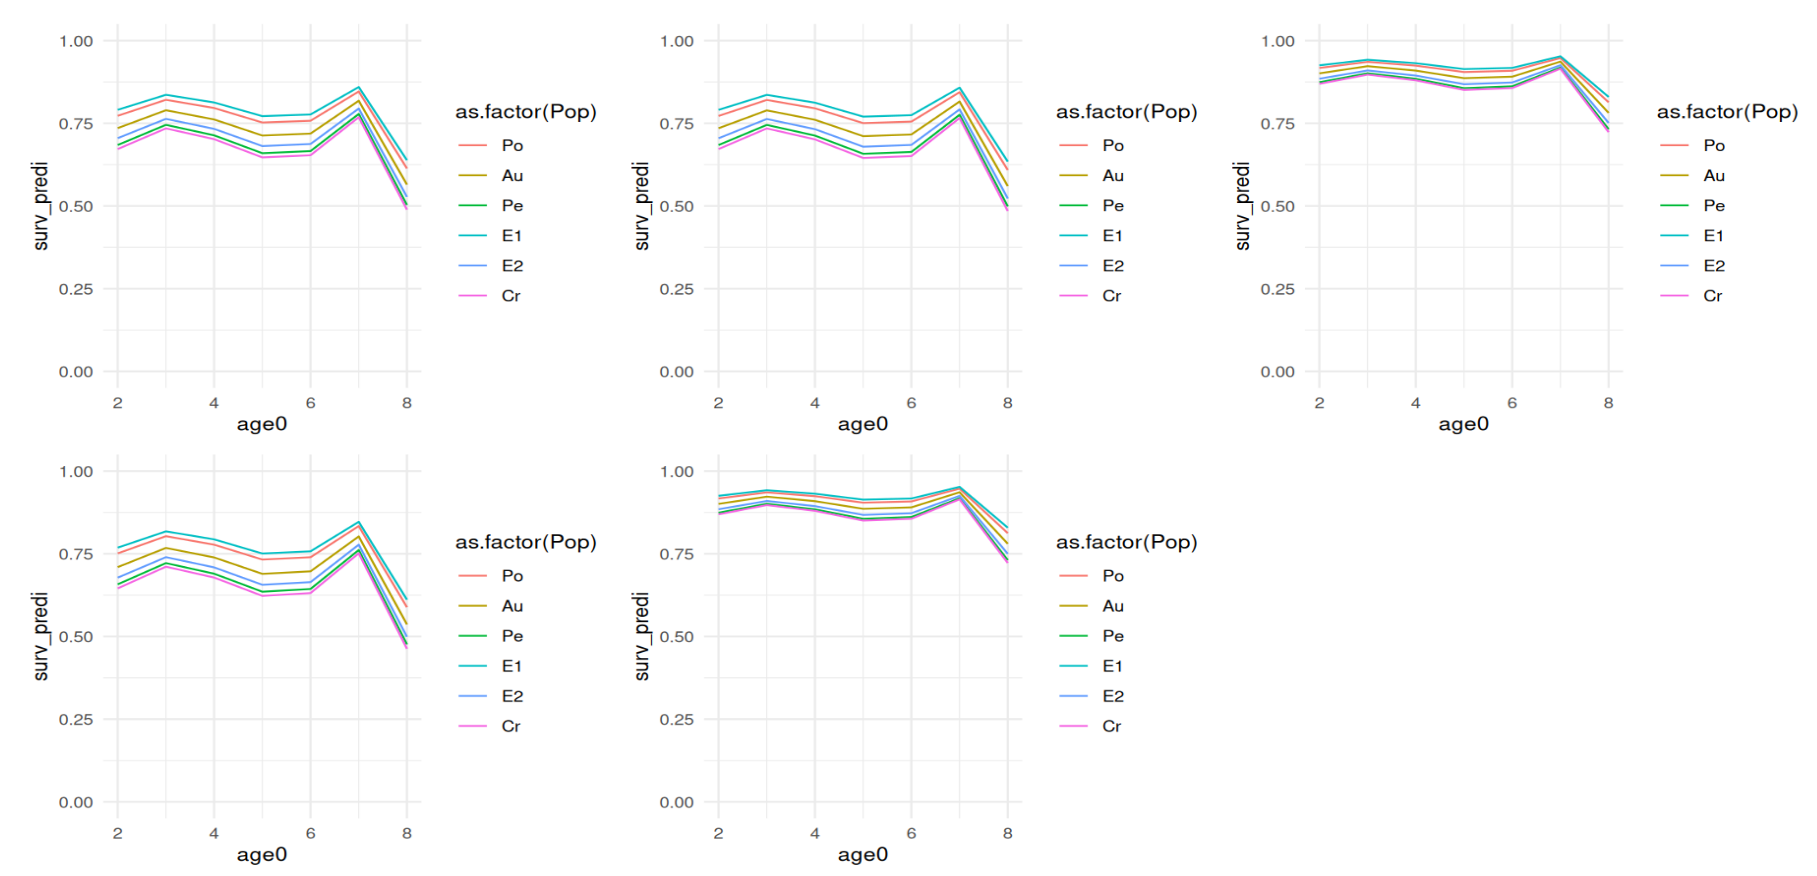 1.00
0.75
0.50
0.25
0.00
surv_predi
2 4 6 8
age0
as.factor(Pop)
Po
Au
Pe
E1
E2
Cr
1.00
0.75
0.50
0.25
0.00
surv_predi
2 4 6 8
age0
as.factor(Pop)
Po
Au
Pe
E1
E2
Cr
1.00
0.75
0.50
0.25
0.00
surv_predi
2 4 6 8
age0
as.factor(Pop)
Po
Au
Pe
E1
E2
Cr
1.00
0.75
0.50
0.25
0.00
surv_predi
2 4 6 8
age0
as.factor(Pop)
Po
Au
Pe
E1
E2
Cr
1.00
0.75
0.50
0.25
0.00
surv_predi
2 4 6 8
age0
as.factor(Pop)
Po
Au
Pe
E1
E2
Cr